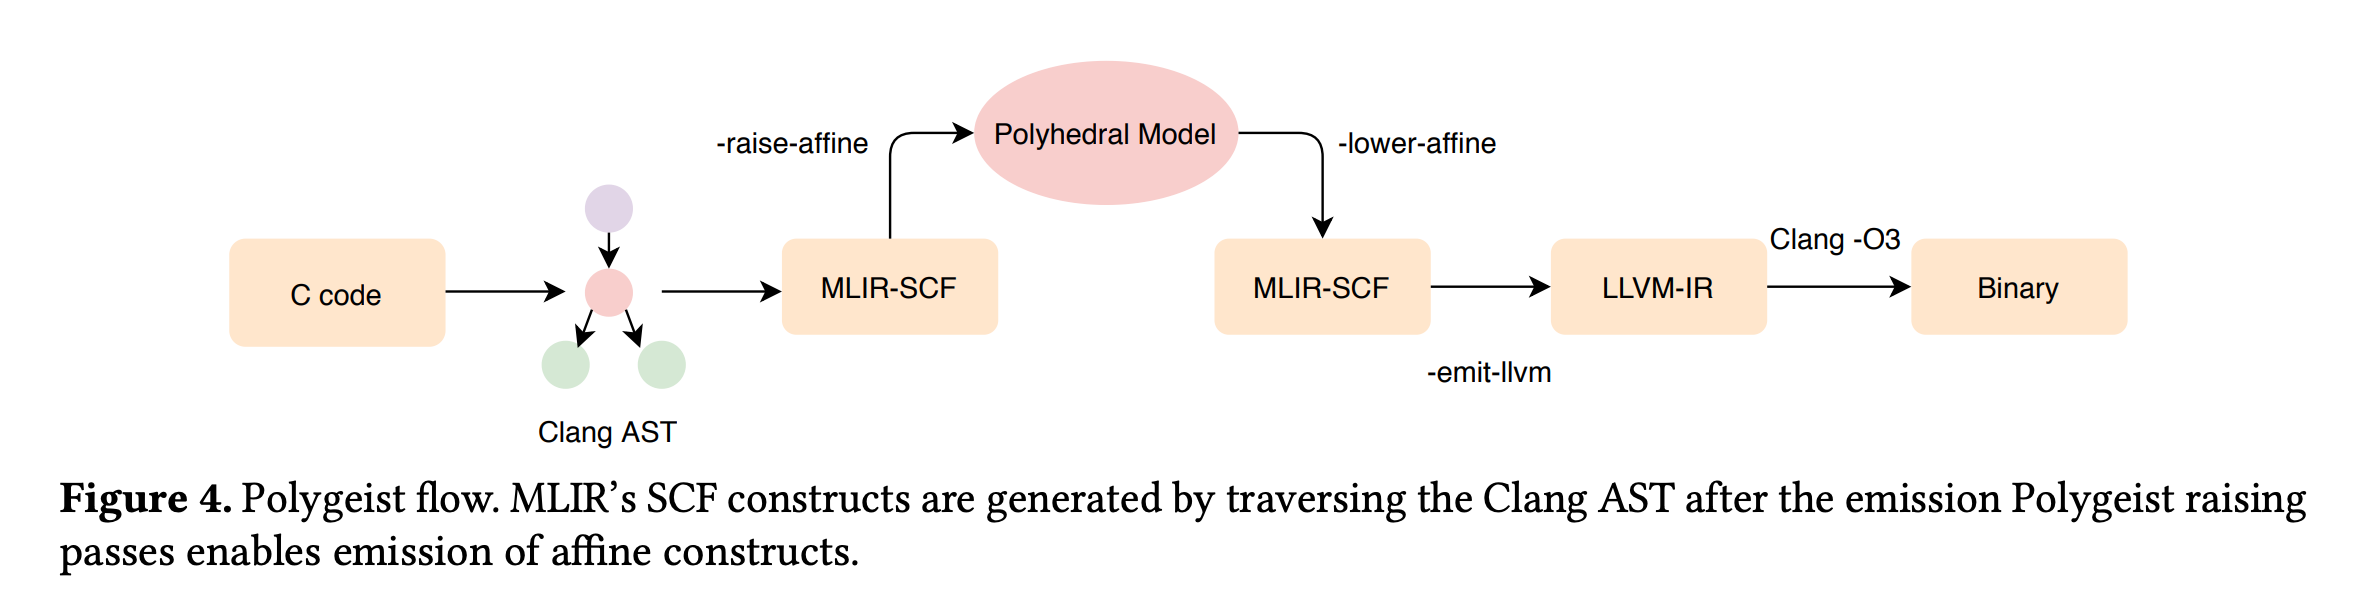 Polyhedral Model
-raise-affine
-lower-affine
Clang -O3
C code
MLIR-SCF
MLIR-SCF
LLVM-IR
Binary
-emit-llvm
Clang AST
Figure 4. Polygeist flow. MLIR’s SCF constructs are generated by traversing the Clang AST after the emission Polygeist raising
passes enables emission of affine constructs.